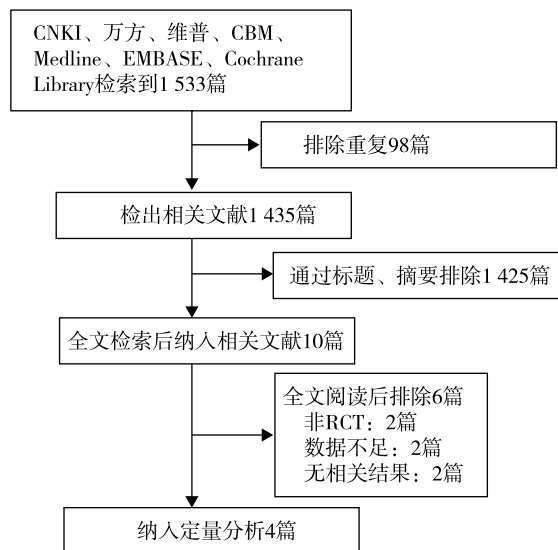 CNKI、万方、维普、CBM、
Medline、EMBASE、Cochrane
Library检索到1 533篇
排除重复98篇
检出相关文献1 435篇
通过标题、摘要排除1 425篇
全文检索后纳入相关文献10篇
全文阅读后排除6篇
非RCT：2篇
数据不足：2篇
无相关结果：2篇
纳入定量分析4篇